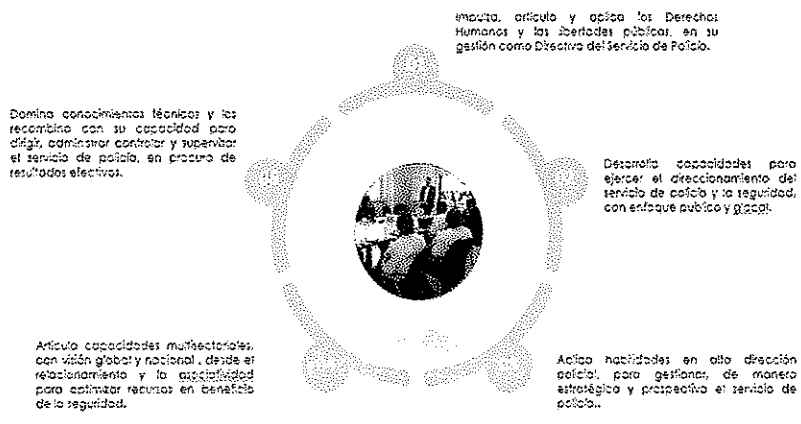 Impulsa, articula y aplica los Derechos
Humanos y las libertades públicas, en su
gestión como Directivo del Servicio de Policía.
Domina conocimientos técnicos y los
recombina con su capacidad para
dirigir, administrar controlar y supervisar
el servicio de policía, en procura de
resultados efectivos.
Desarrolla capacidades para
ejercer el direccionamiento del
servicio de policía y la seguridad,
con enfoque publico y glocal.
Articula capacidades multisectoriales,
con visión global y nacional , desde el
relacionamiento y la asociatividad
para optimizar recursos en beneficio
de la seguridad.
Aplica habilidades en alta dirección
policial, para gestionar, de manera
estratégica y prospectiva el servicio de
policía..